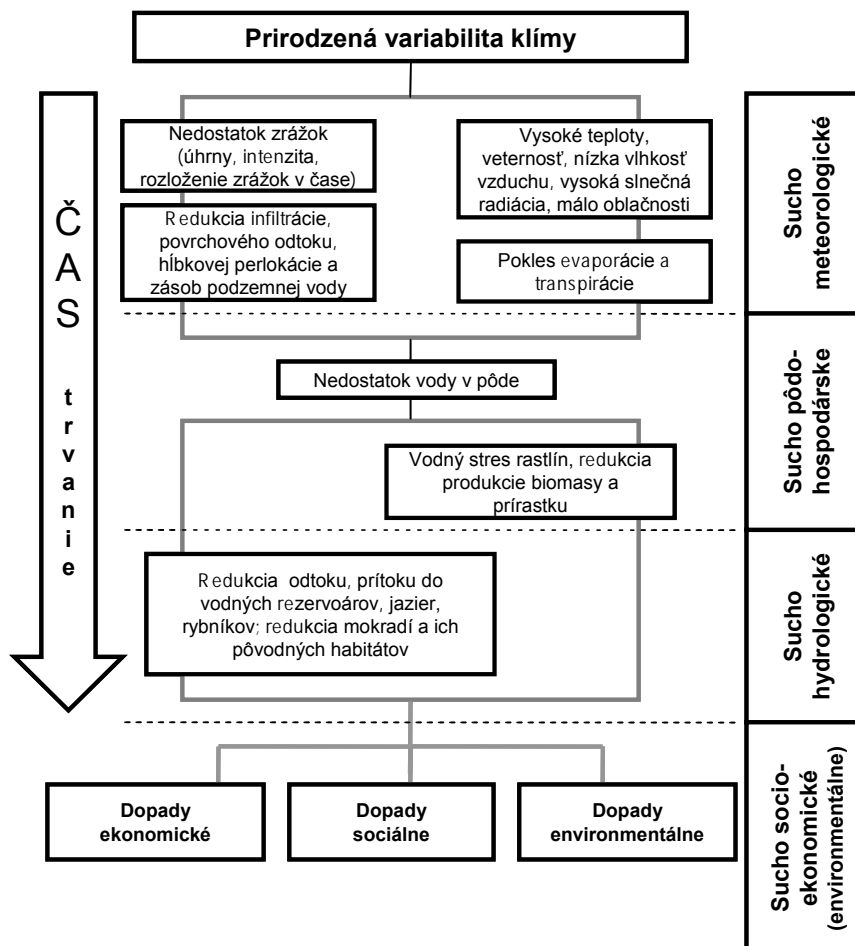 Prirodzená variabilita klímy
ČAS
trvanie
Nedostatok zrážok
(úhrny, intenzita,
rozloženie zrážok v čase)
Vysoké teploty,
veternosť, nízka vlhkosť
vzduchu, vysoká slnečná
radiácia, málo oblačnosti
Redukcia infiltrácie,
povrchového odtoku,
hĺbkovej perlokácie a
zásob podzemnej vody
Pokles evaporácie a
transpirácie
Sucho
meteorologické
Nedostatok vody v pôde
Vodný stres rastlín, redukcia
produkcie biomasy a
prírastku
Sucho pôdo-
hospodárske
Redukcia odtoku, prítoku do
vodných rezervoárov, jazier,
rybníkov; redukcia mokradí a ich
pôvodných habitátov
Sucho
hydrologické
Dopady
ekonomické
Dopady
sociálne
Dopady
environmentálne
Sucho socio-
ekonomické
(environmentálne)